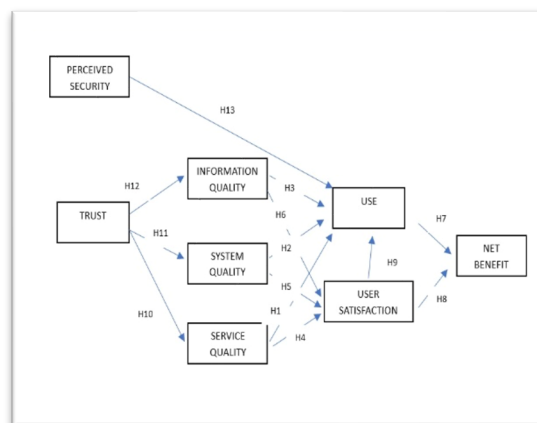 PERCEIVED
SECURITY
H13
INFORMATION
QUALITY
H3
H12
USE
H6
H7
TRUST
H11
H2
NET
BENEFIT
SYSTEM
QUALITY
H9
H5
USER
SATISFACTION
H8
H10
H1
SERVICE
QUALITY
H4